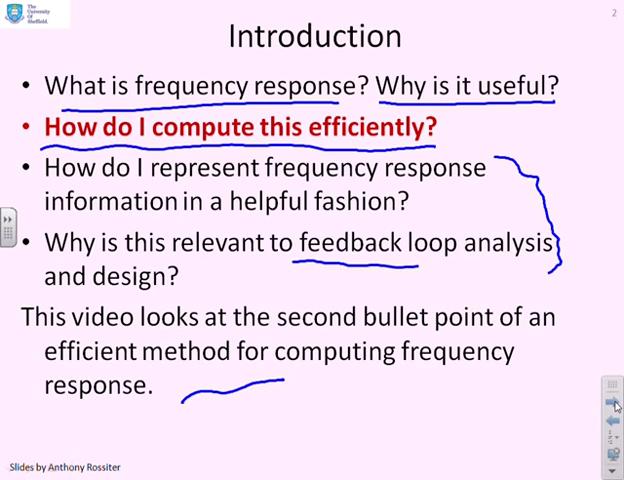 The
University
Of
Sheffield.
2
Introduction
• What is frequency response? Why is it useful?
• How do I compute this efficiently?
• How do I represent frequency response
information in a helpful fashion?
• Why is this relevant to feedback loop analysis
and design?
This video looks at the second bullet point of an
efficient method for computing frequency
response.
Slides by Anthony Rossiter